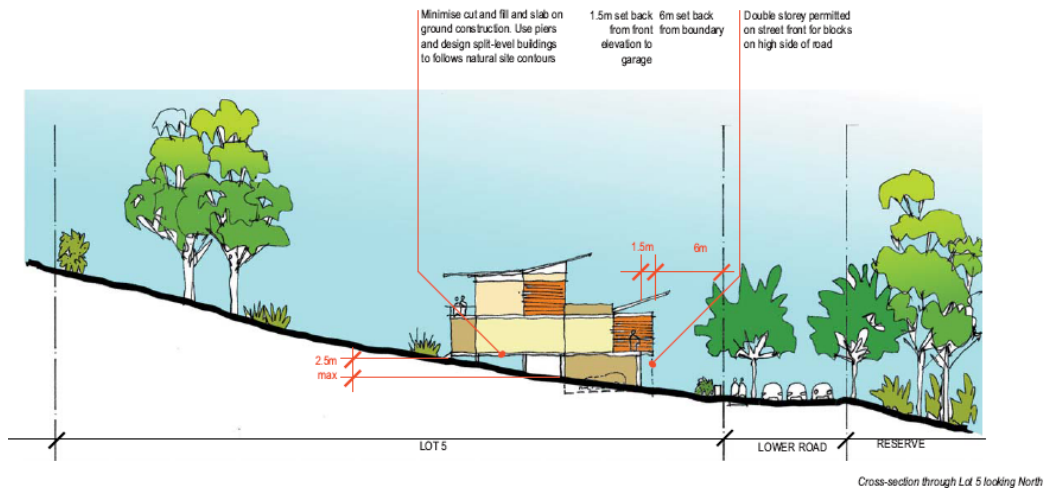 Minimise cut and fill and slab on
ground construction. Use piers
and design split-level buildings
to follows natural site contours
1.5m set back
from front
elevation to
garage
6m set back
from boundary
Double storey permitted
on street front for blocks
on high side of road
1.5m
6m
2.5m
max
LOT 5
LOWER ROAD
RESERVE
Cross-section through Lot 5 looking North